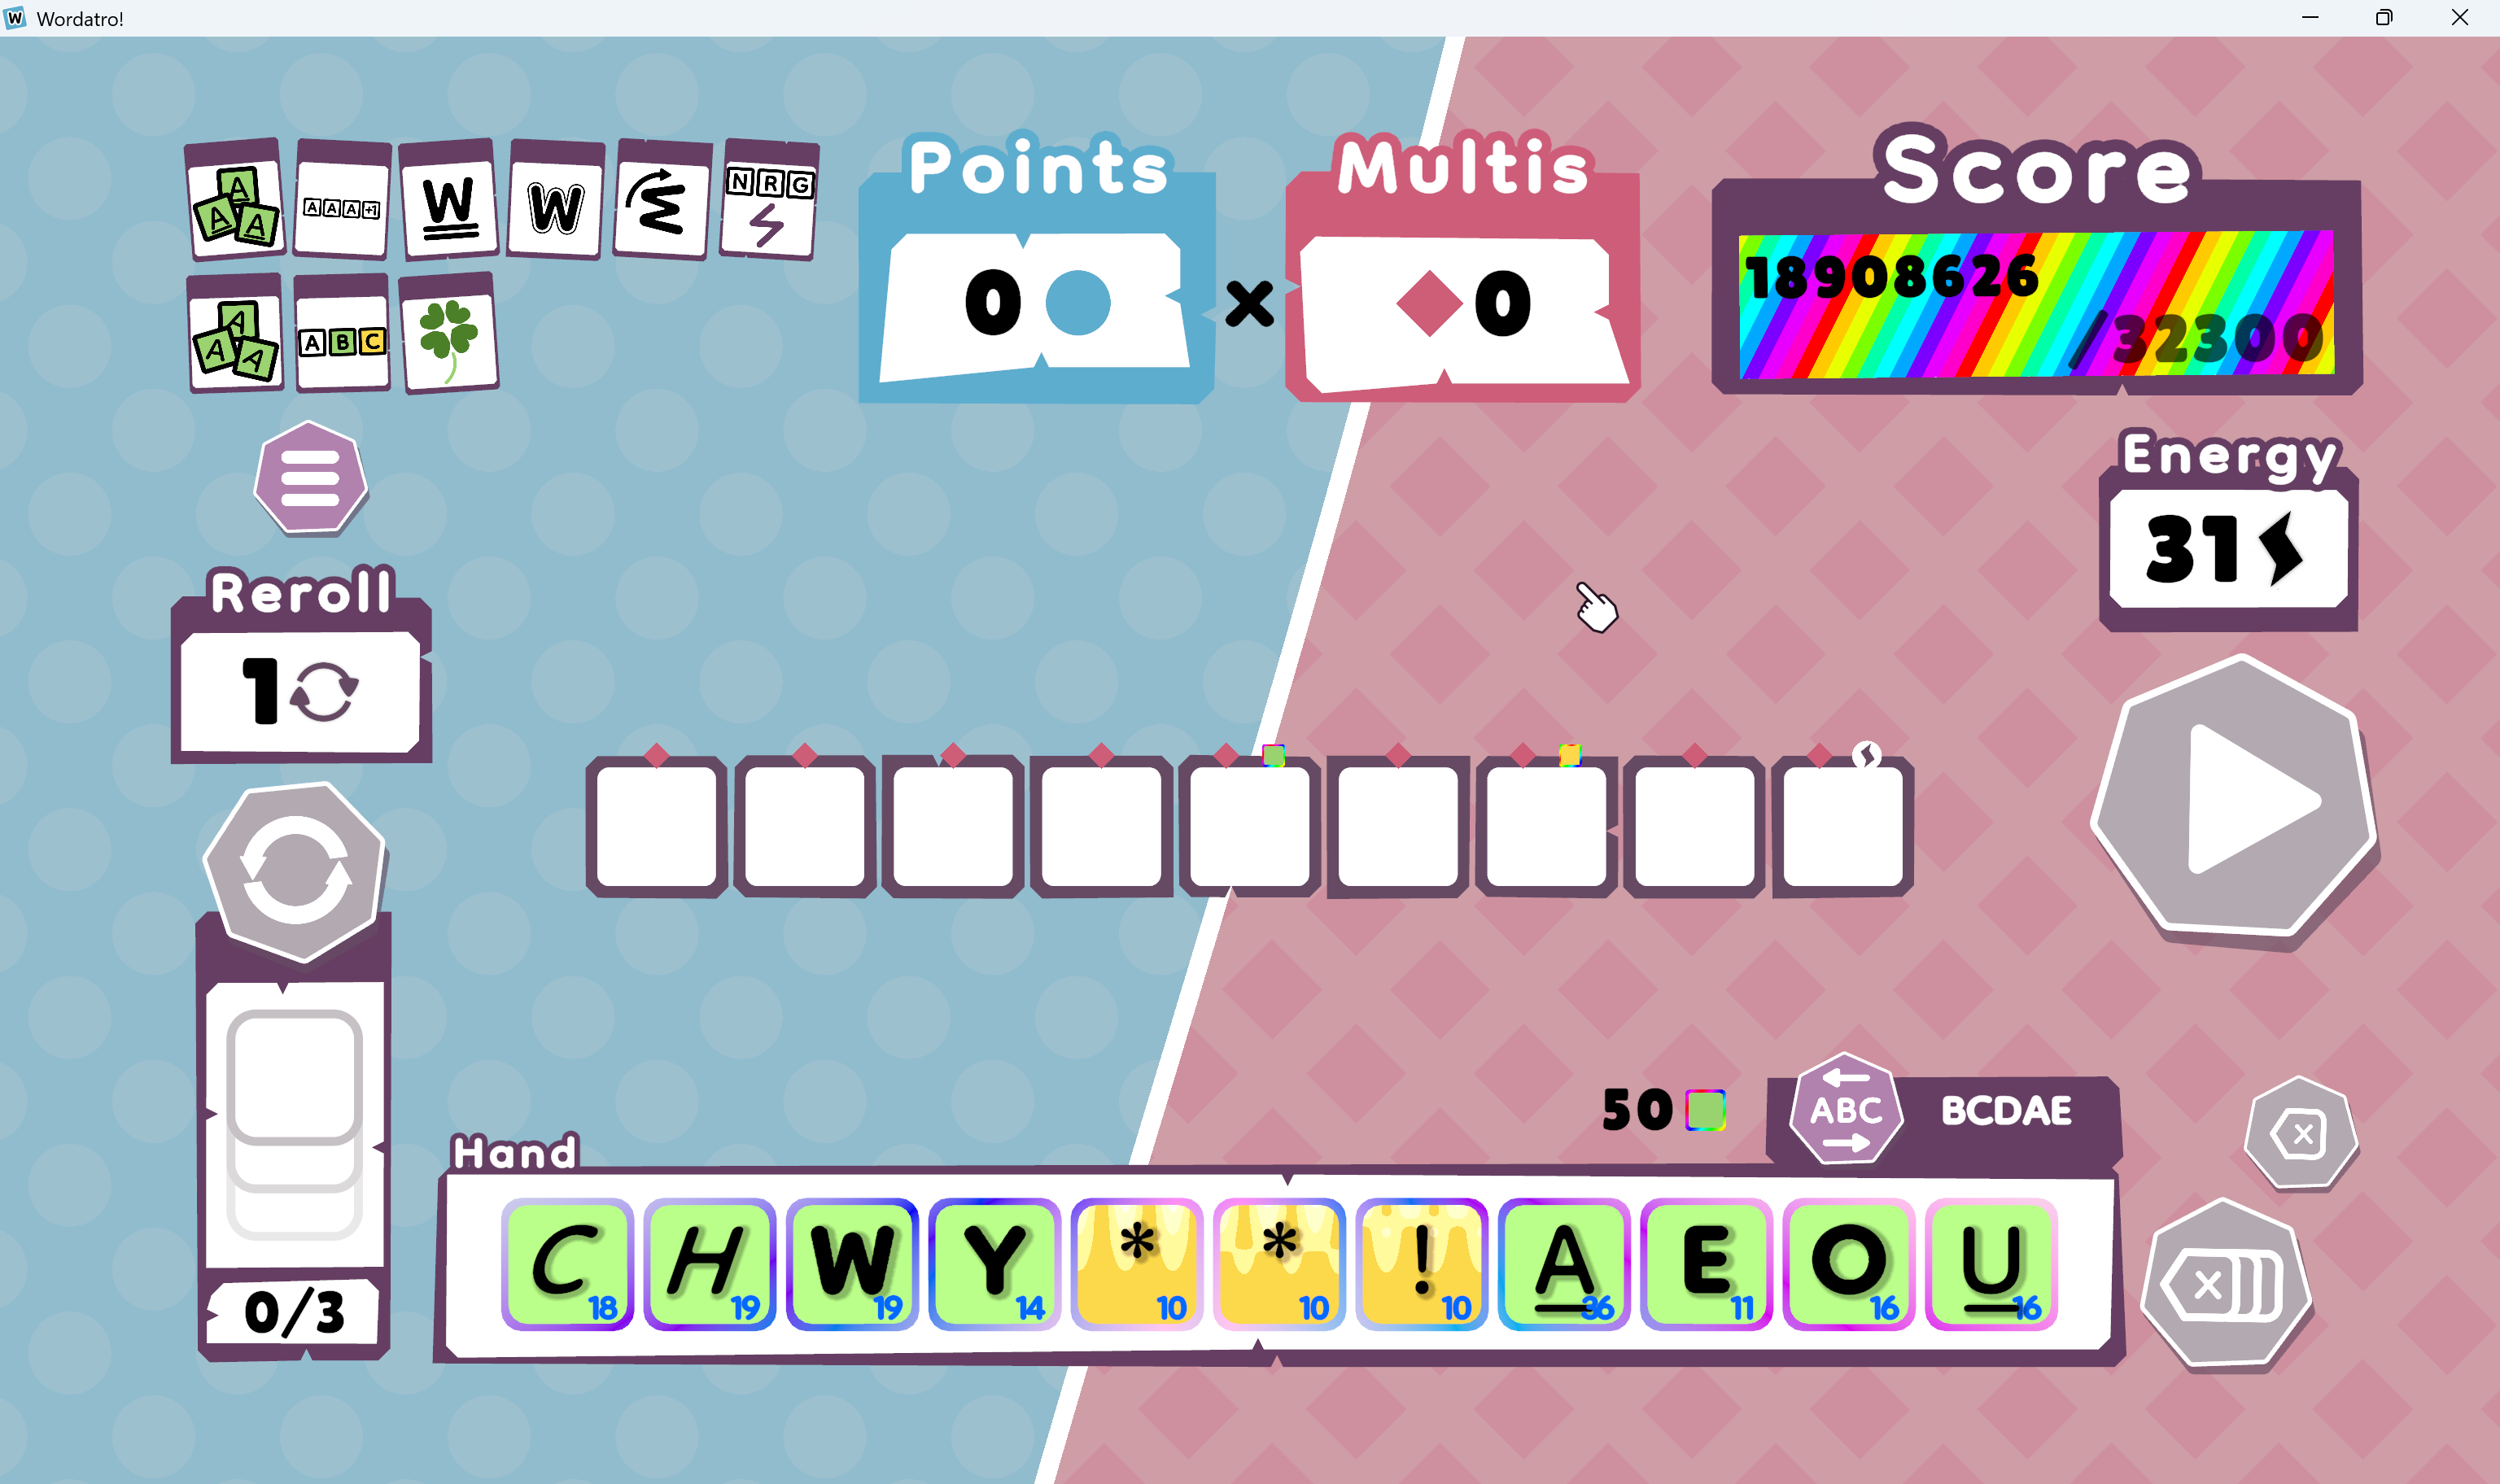 Wordatro!
A A A
A A A +1
W
W
W
N R G
A A A
A B C
Points
0
×
Multis
0
Score
18908626
/32300
Energy
31
Reroll
1
50
ABC
BCDAE
Hand
C 18
H 19
W 19
Y 14
* 10
* 10
! 10
A 36
E 11
O 16
U 16
0/3